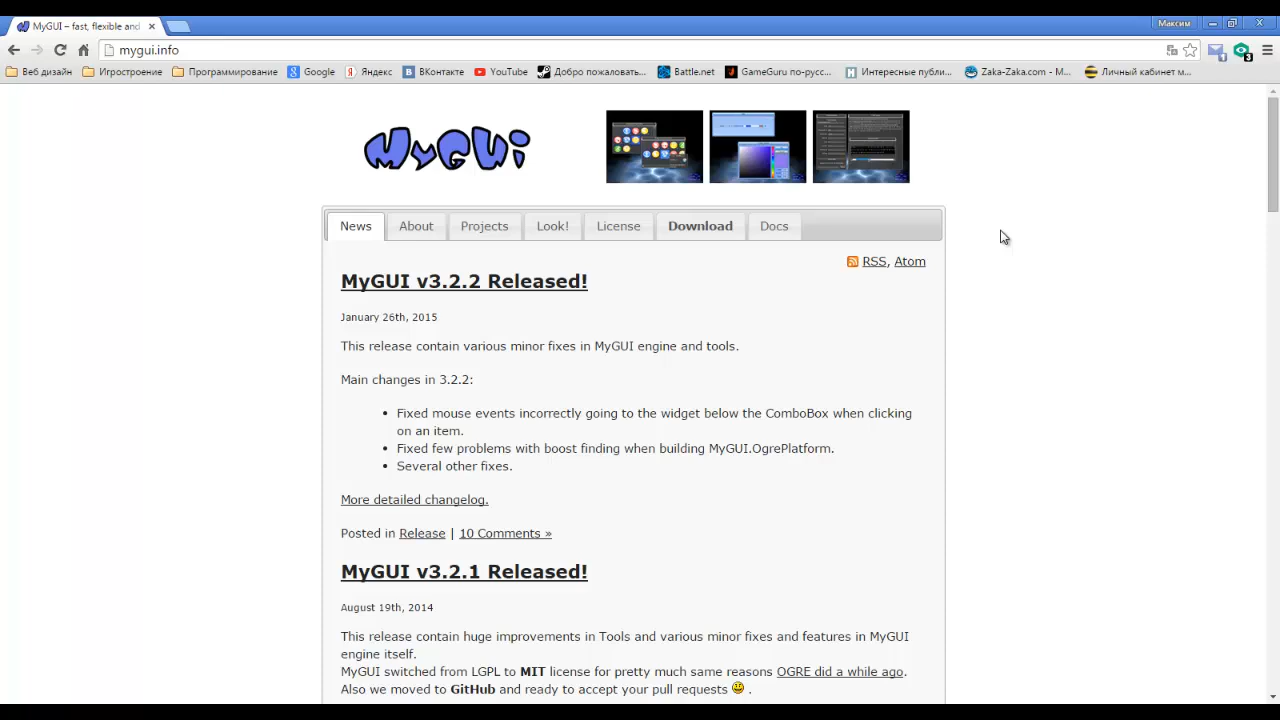 MyGUI – fast, flexible and
Максим
mygui.info
Веб дизайн
Игростроение
Программирование
Google
Яндекс
ВКонтакте
YouTube
Добро пожаловать...
Battle.net
GameGuru по-русс...
Интересные публи...
Zaka-Zaka.com - М...
Личный кабинет м...
MyGUI
News
About
Projects
Look!
License
Download
Docs
RSS, Atom
MyGUI v3.2.2 Released!
January 26th, 2015
This release contain various minor fixes in MyGUI engine and tools.
Main changes in 3.2.2:
• Fixed mouse events incorrectly going to the widget below the ComboBox when clicking
on an item.
• Fixed few problems with boost finding when building MyGUI.OgrePlatform.
• Several other fixes.
More detailed changelog.
Posted in Release | 10 Comments »
MyGUI v3.2.1 Released!
August 19th, 2014
This release contain huge improvements in Tools and various minor fixes and features in MyGUI
engine itself.
MyGUI switched from LGPL to MIT license for pretty much same reasons OGRE did a while ago.
Also we moved to GitHub and ready to accept your pull requests .